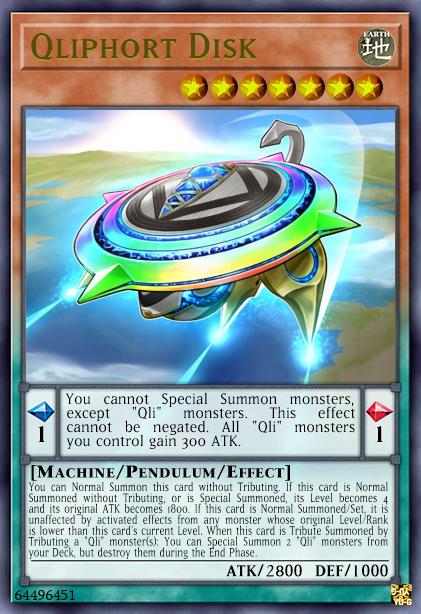 Qliphort Disk
EARTH
地
You cannot Special Summon monsters,
except "Qli" monsters. This effect
cannot be negated. All "Qli" monsters
you control gain 300 ATK.
1
1
[Machine/Pendulum/Effect]
You can Normal Summon this card without Tributing. If this card is Normal
Summoned without Tributing, or is Special Summoned, its Level becomes 4
and its original ATK becomes 1800. If this card is Normal Summoned/Set, it is
unaffected by activated effects from any monster whose original Level/Rank
is lower than this card's current Level. When this card is Tribute Summoned by
Tributing a "Qli" monster(s): You can Special Summon 2 "Qli" monsters from
your Deck, but destroy them during the End Phase.
ATK/2800 DEF/1000
64496451